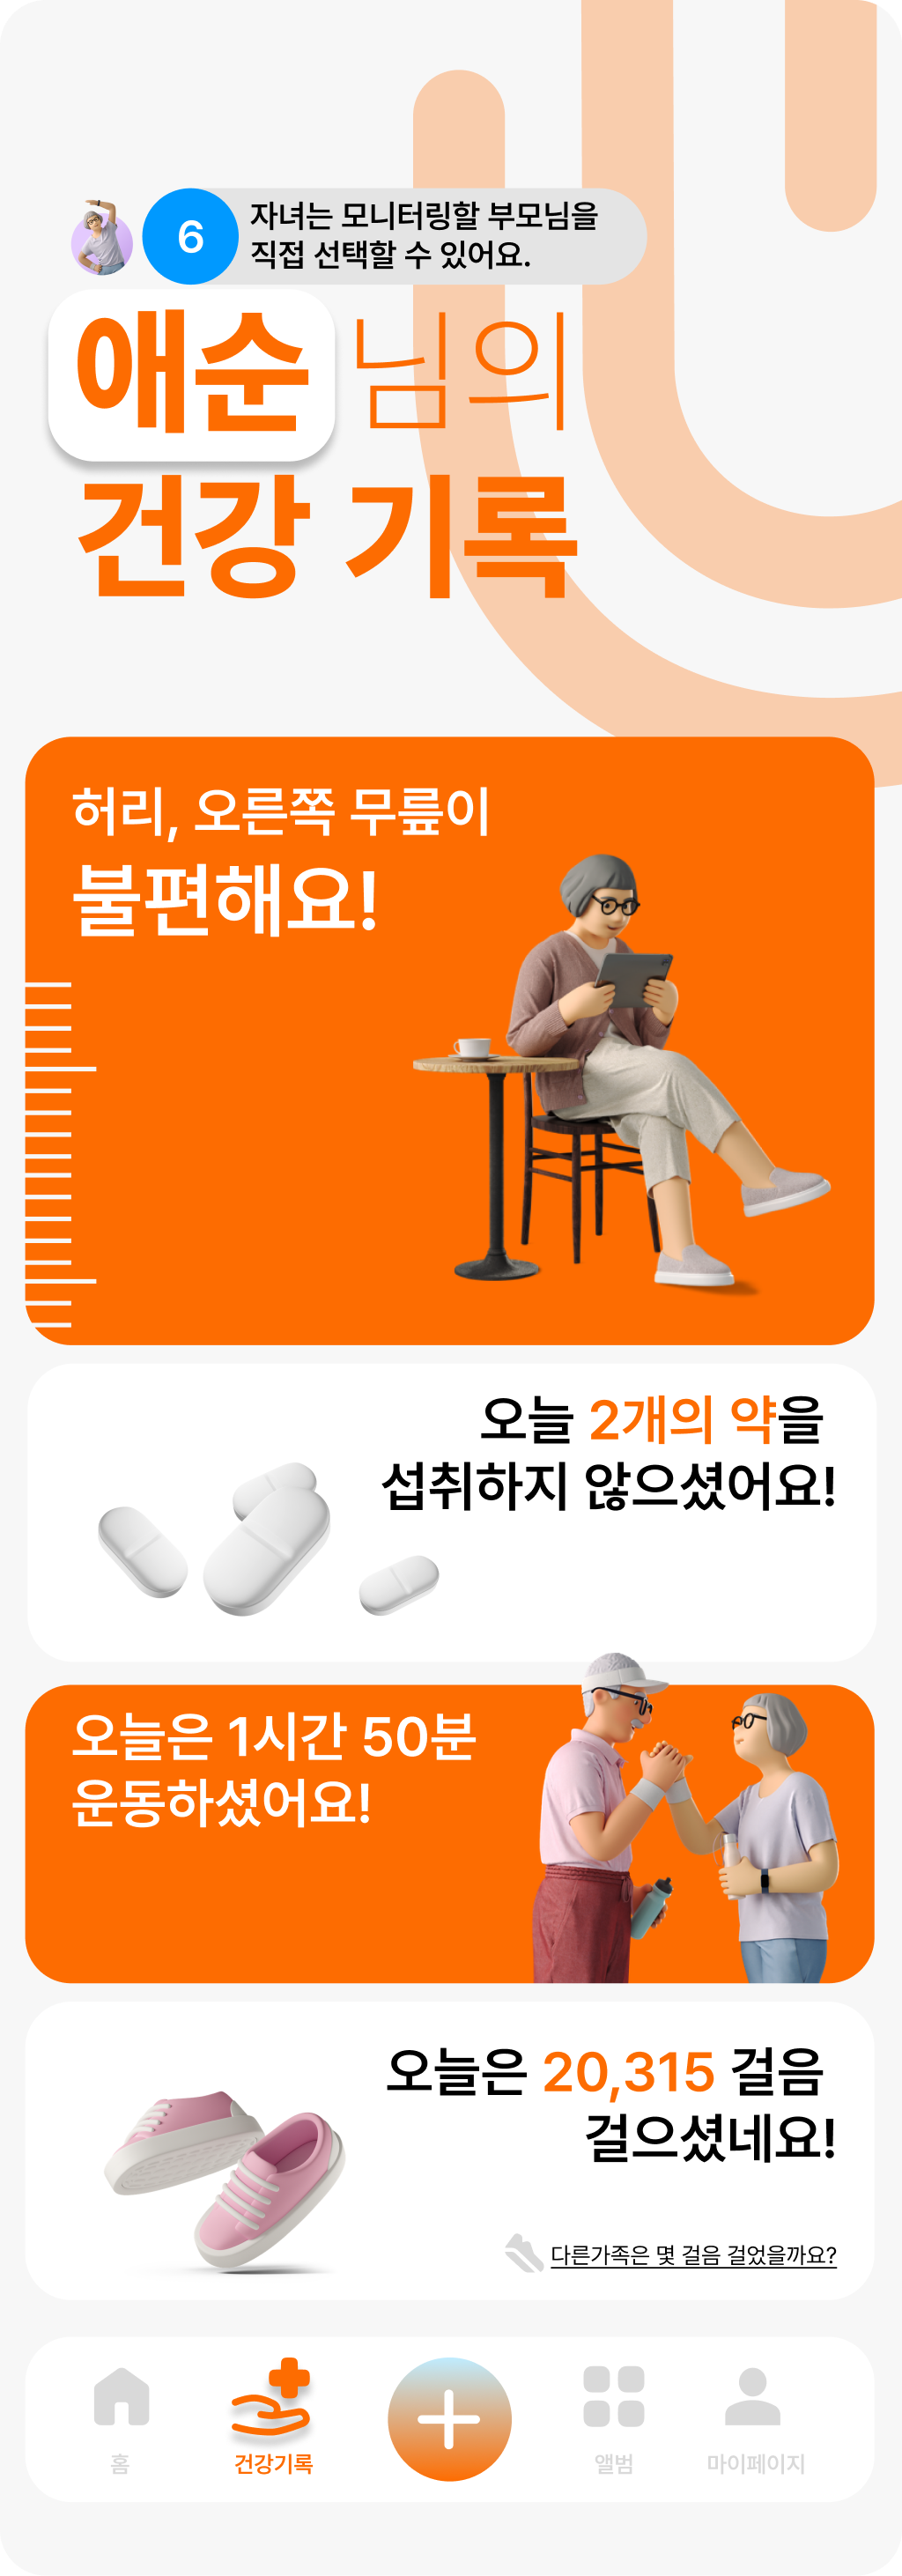 6
자녀는 모니터링할 부모님을
직접 선택할 수 있어요.
애순 님의
건강 기록
허리, 오른쪽 무릎이
불편해요!
오늘 2개의 약을
섭취하지 않으셨어요!
오늘은 1시간 50분
운동하셨어요!
오늘은 20,315 걸음
걸으셨네요!
다른가족은 몇 걸음 걸었을까요?
홈
건강기록
앨범
마이페이지